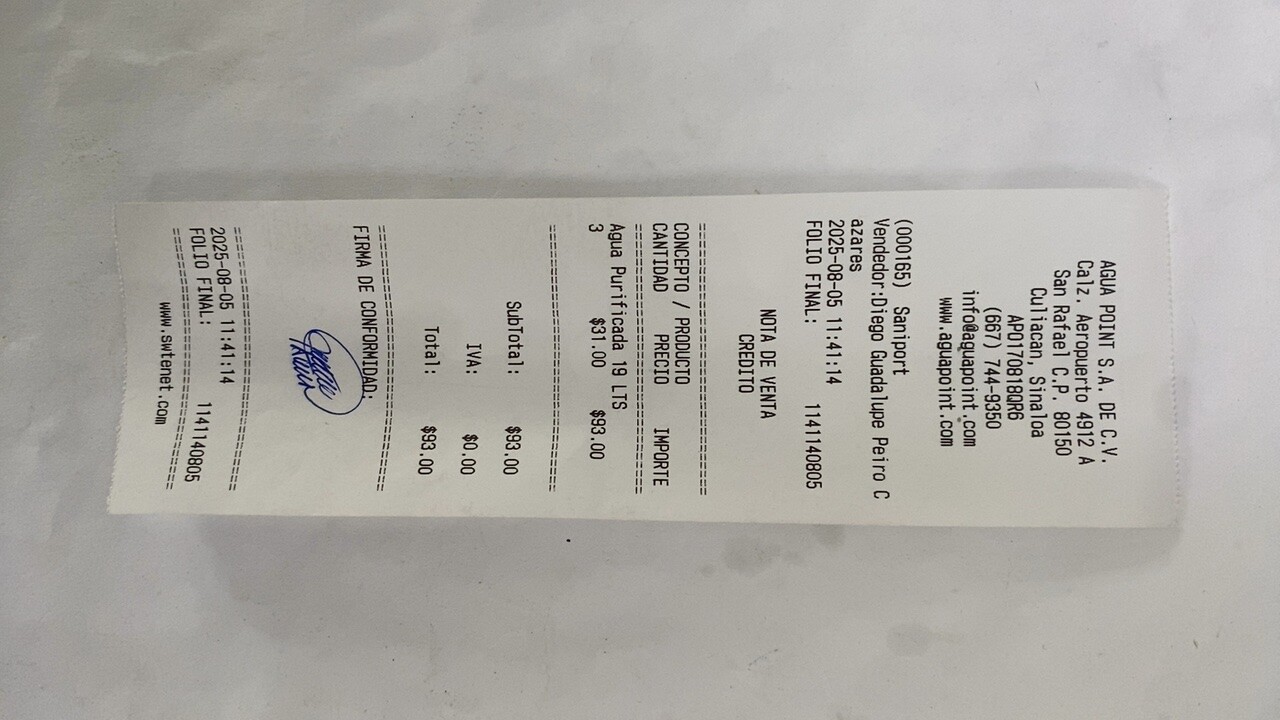 AGUA POINT S.A. DE C.V.
Calz. Aeropuerto 4912 A
San Rafael C.P. 80150
Culiacan, Sinaloa
APO170818QR6
(667) 744-9350
info@aguapoint.com
www.aguapoint.com
(000165) Saniport
Vendedor:Diego Guadalupe Peiro C
azares
2025-08-05 11:41:14
FOLIO FINAL: 1141140805
NOTA DE VENTA
CREDITO
================================
CONCEPTO / PRODUCTO
CANTIDAD PRECIO IMPORTE
================================
Agua Purificada 19 LTS
3 $31.00 $93.00
================================
SubTotal: $93.00
IVA: $0.00
Total: $93.00
================================
FIRMA DE CONFORMIDAD:
================================
2025-08-05 11:41:14
FOLIO FINAL: 1141140805
================================
www.swtenet.com